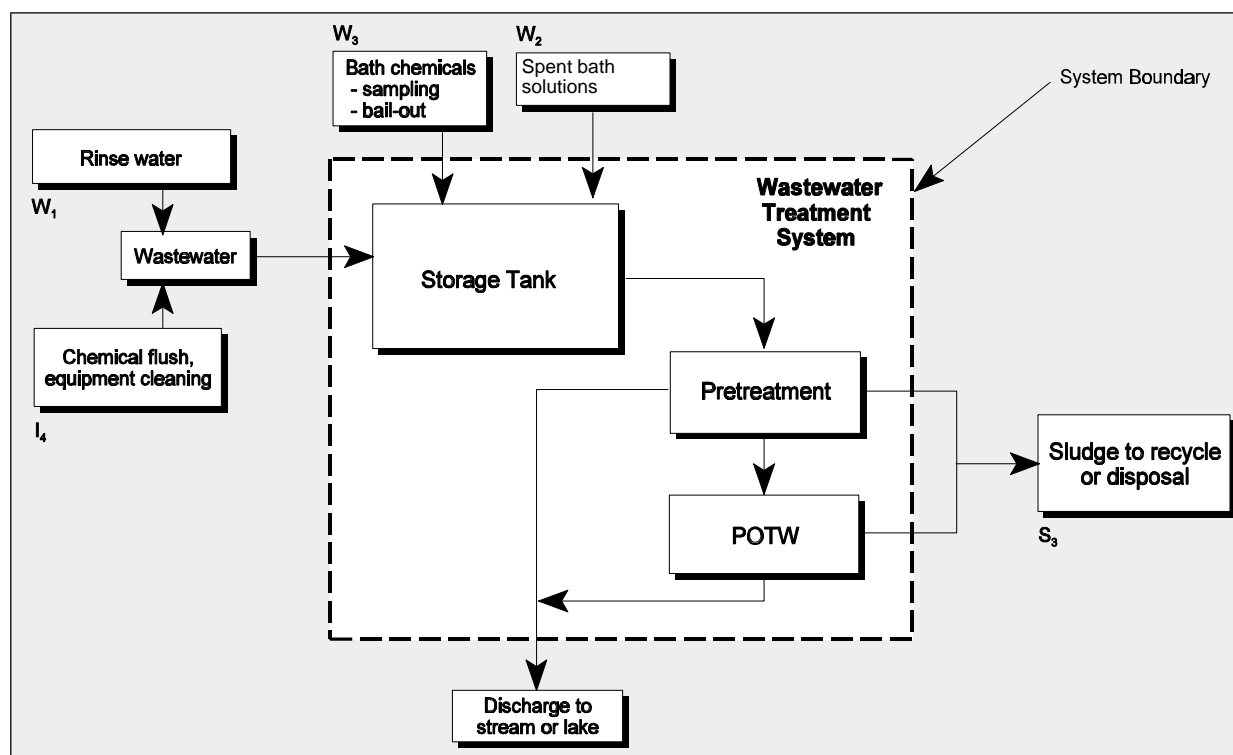 W3
Bath chemicals
- sampling
- bail-out
W2
Spent bath
solutions
System Boundary
Rinse water
W1
Wastewater
Chemical flush,
equipment cleaning
I4
Storage Tank
Wastewater
Treatment
System
Pretreatment
POTW
Sludge to recycle
or disposal
S3
Discharge to
stream or lake